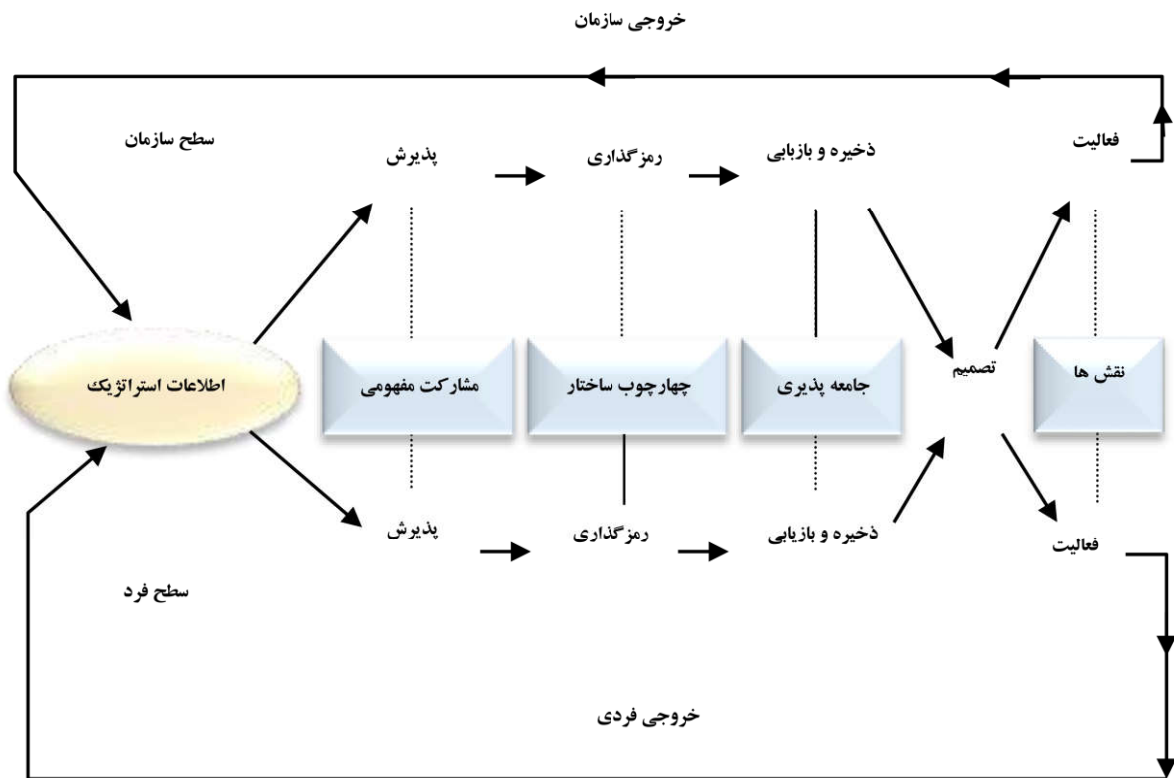 خروجی سازمان
سطح سازمان
پذیرش
رمزگذاری
ذخیره و بازیابی
فعالیت
اطلاعات استراتژیک
مشارکت مفهومی
چهارچوب ساختار
جامعه پذیری
تصمیم
نقش ها
پذیرش
رمزگذاری
ذخیره و بازیابی
فعالیت
سطح فرد
خروجی فردی